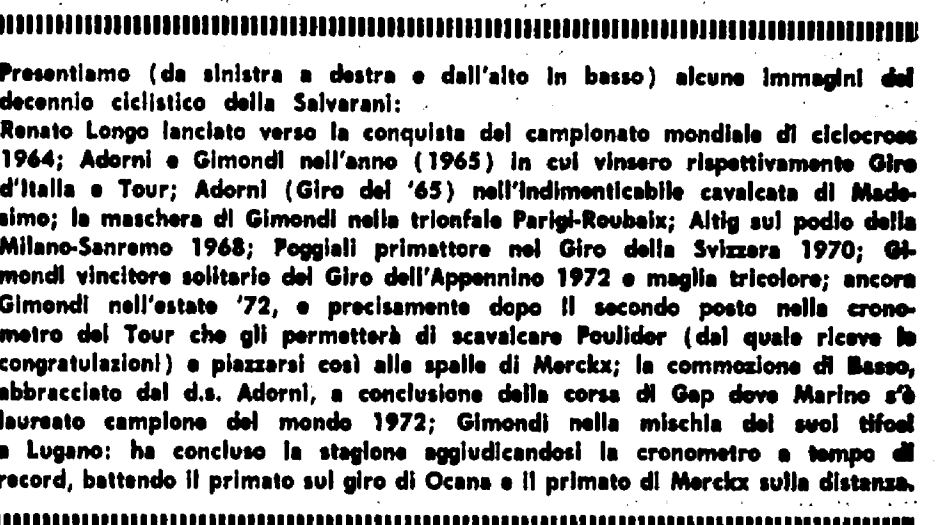 Presentiamo (da sinistra a destra e dall'alto in basso) alcune immagini del
decennio ciclistico della Salvarani:
Renato Longo lanciato verso la conquista del campionato mondiale di ciclocross
1964; Adorni e Gimondi nell'anno (1965) in cui vinsero rispettivamente Giro
d'Italia e Tour; Adorni (Giro del '65) nell'indimenticabile cavalcata di Made-
simo; la maschera di Gimondi nella trionfale Parigi-Roubaix; Altig sul podio della
Milano-Sanremo 1968; Poggiali primattore nel Giro della Svizzera 1970; Gi-
mondi vincitore solitario del Giro dell'Appennino 1972 e maglia tricolore; ancora
Gimondi nell'estate '72, e precisamente dopo il secondo posto nella crono-
metro del Tour che gli permetterà di scavalcare Poulidor (dal quale riceve le
congratulazioni) e piazzarsi così alle spalle di Merckx; la commozione di Basso,
abbracciato dal d.s. Adorni, a conclusione della corsa di Gap dove Marino s'è
laureato campione del mondo 1972; Gimondi nella mischia dei suoi tifosi
a Lugano: ha concluso la stagione aggiudicandosi la cronometro a tempo di
record, battendo il primato sul giro di Ocana e il primato di Merckx sulla distanza.